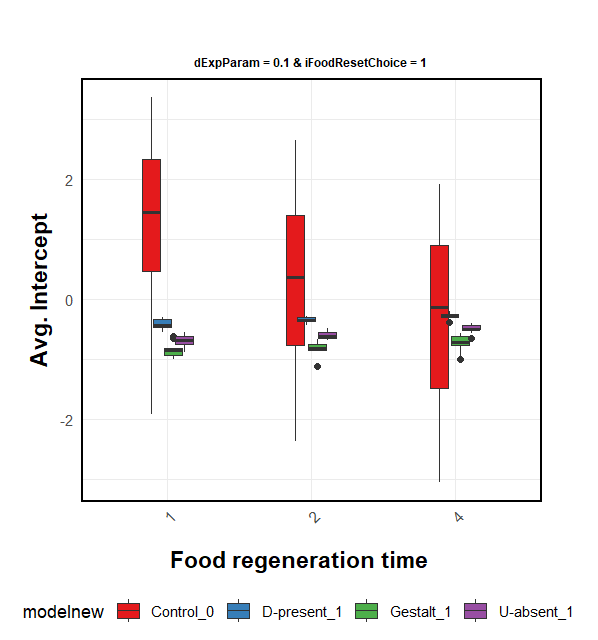 dExpParam = 0.1 & iFoodResetChoice = 1
Avg. Intercept
2
0
-2
1
2
4
Food regeneration time
modelnew Control_0 D-present_1 Gestalt_1 U-absent_1